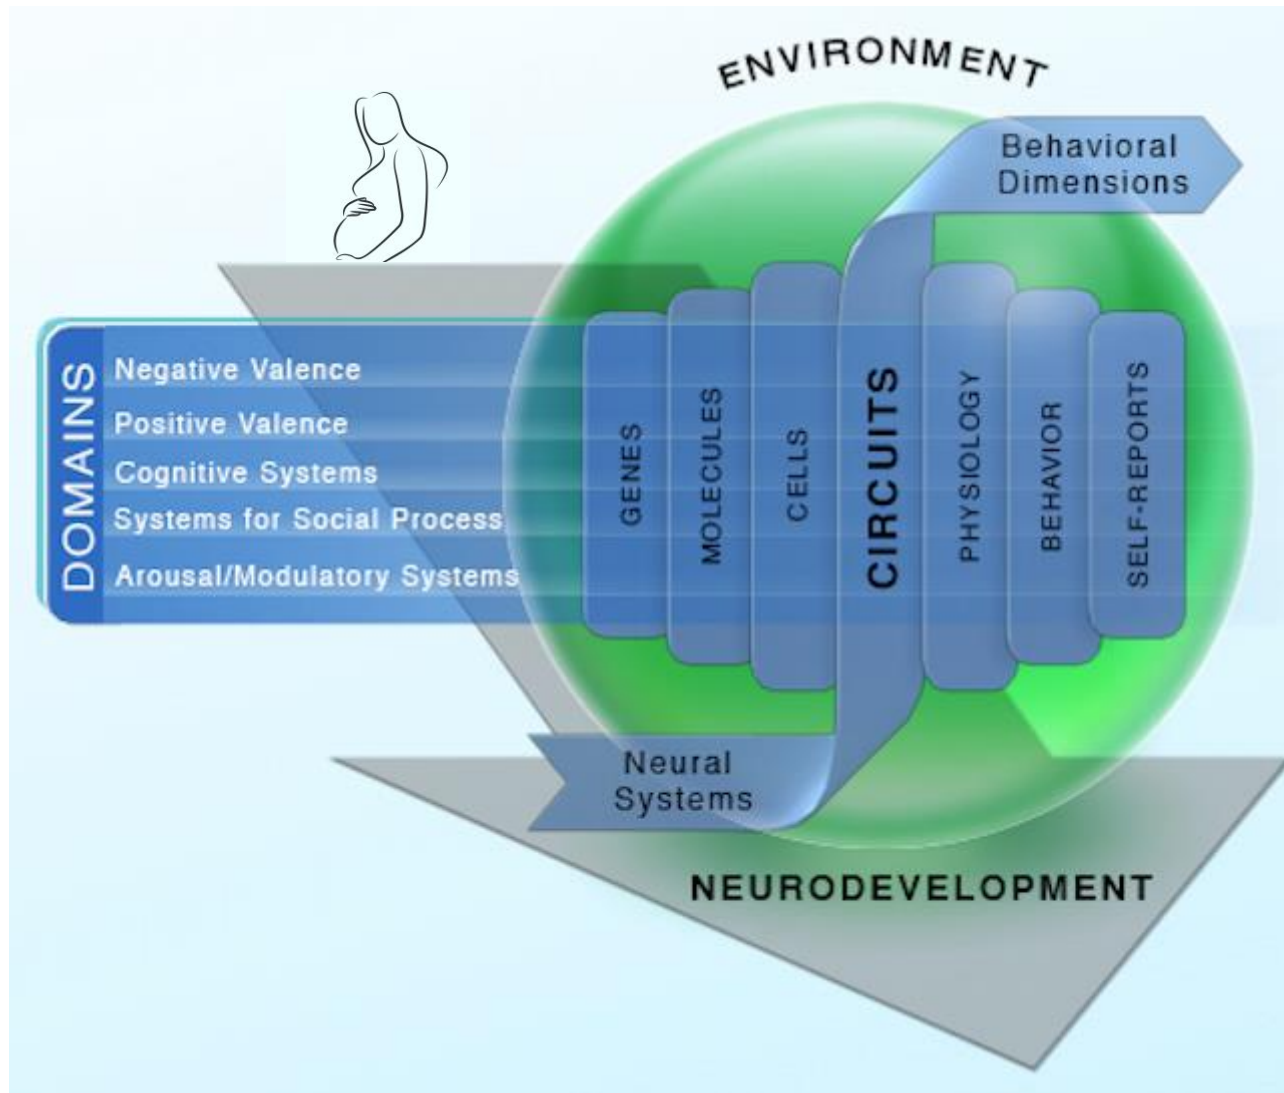 ENVIRONMENT
Behavioral
Dimensions
DOMAINS
Negative Valence
Positive Valence
Cognitive Systems
Systems for Social Process
Arousal/Modulatory Systems
GENES
MOLECULES
CELLS
CIRCUITS
PHYSIOLOGY
BEHAVIOR
SELF-REPORTS
Neural
Systems
NEURODEVELOPMENT